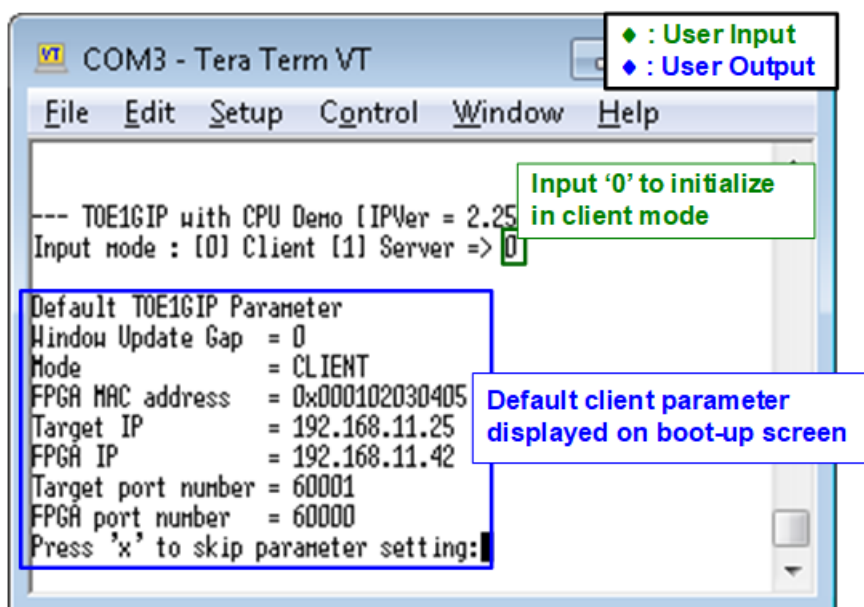 COM3 - Tera Term VT
♦ : User Input
♦ : User Output
File Edit Setup Control Window Help
Input '0' to initialize
in client mode
--- TOE1GIP with CPU Demo [IPVer = 2.25
Input mode : [0] Client [1] Server => 0
Default TOE1GIP Parameter
Window Update Gap = 0
Mode = CLIENT
FPGA MAC address = 0x000102030405
Target IP = 192.168.11.25
FPGA IP = 192.168.11.42
Target port number = 60001
FPGA port number = 60000
Press 'x' to skip parameter setting:
Default client parameter
displayed on boot-up screen